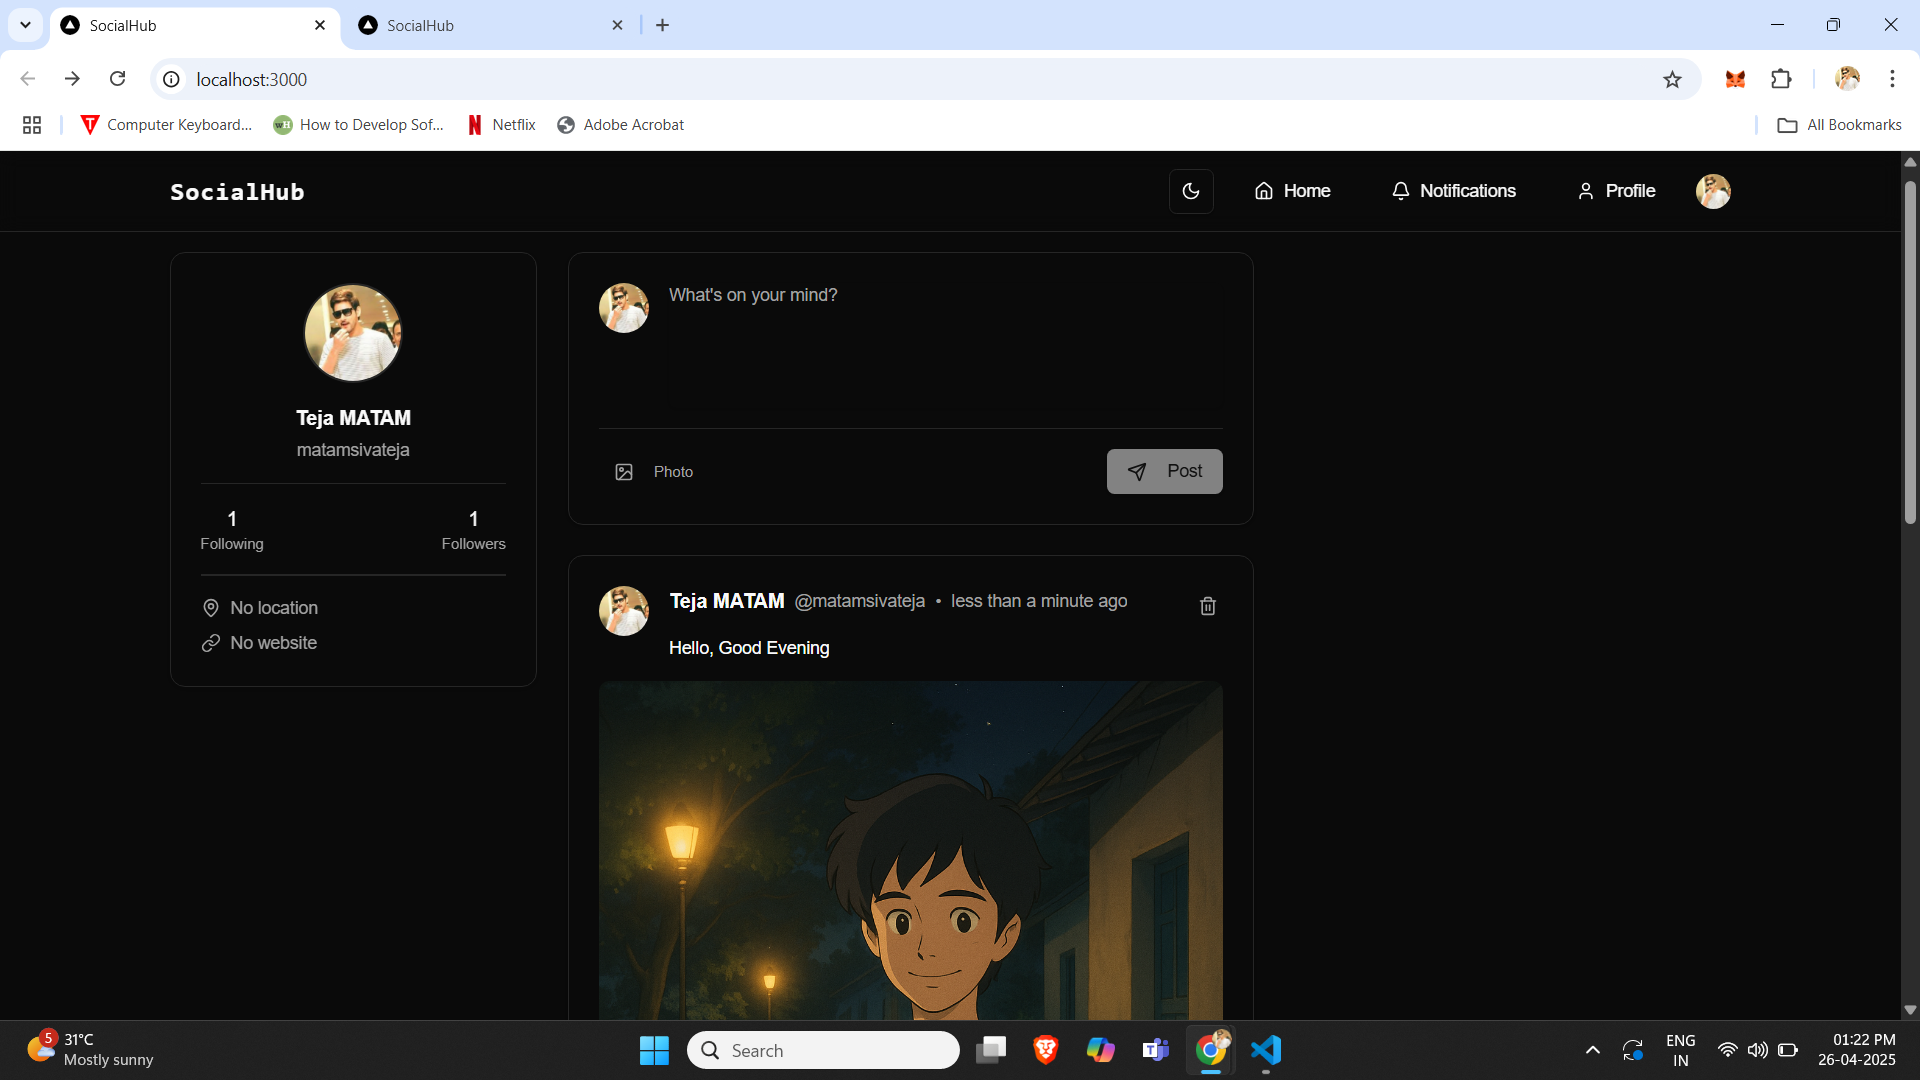 SocialHub
SocialHub
localhost:3000
Computer Keyboard...
How to Develop Sof...
Netflix
Adobe Acrobat
All Bookmarks
SocialHub
Home
Notifications
Profile
Teja MATAM
matamsivateja
1
Following
1
Followers
No location
No website
What's on your mind?
Photo
Post
Teja MATAM @matamsivateja • less than a minute ago
Hello, Good Evening
5
31°C
Mostly sunny
Search
ENG
IN
01:22 PM
26-04-2025